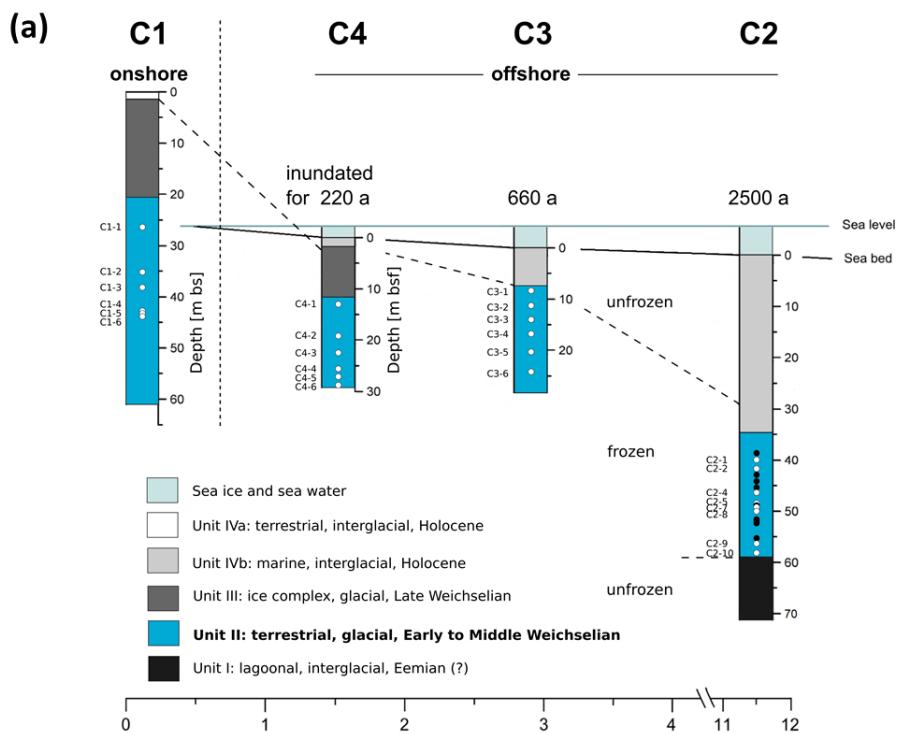 (a)
C1
C4
C3
C2
onshore
offshore
0
10
20
30
40
50
60
Depth [m bs]
C1-1
C1-2
C1-3
C1-4
C1-5
C1-6
inundated
for 220 a
660 a
2500 a
Sea level
Sea bed
0
10
20
30
Depth [m bsf]
C4-1
C4-2
C4-3
C4-4
C4-5
C4-6
0
10
20
C3-1
C3-2
C3-3
C3-4
C3-5
C3-6
unfrozen
frozen
unfrozen
0
10
20
30
40
50
60
70
C2-1
C2-2
C2-4
C2-5
C2-7
C2-8
C2-9
C2-10
Sea ice and sea water
Unit IVa: terrestrial, interglacial, Holocene
Unit IVb: marine, interglacial, Holocene
Unit III: ice complex, glacial, Late Weichselian
Unit II: terrestrial, glacial, Early to Middle Weichselian
Unit I: lagoonal, interglacial, Eemian (?)
0 1 2 3 4 11 12